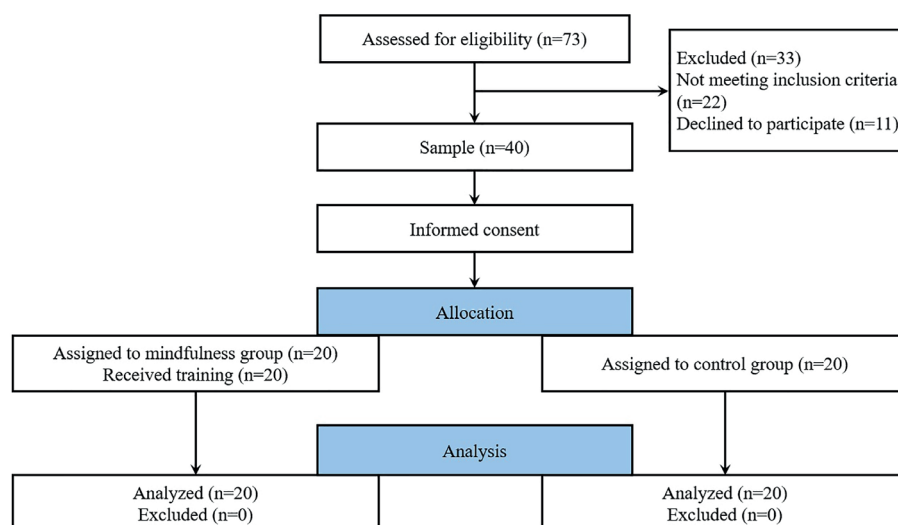 Assessed for eligibility (n=73)
Excluded (n=33)
Not meeting inclusion criteria
(n=22)
Declined to participate (n=11)
Sample (n=40)
Informed consent
Allocation
Assigned to mindfulness group (n=20)
Received training (n=20)
Assigned to control group (n=20)
Analysis
Analyzed (n=20)
Excluded (n=0)
Analyzed (n=20)
Excluded (n=0)